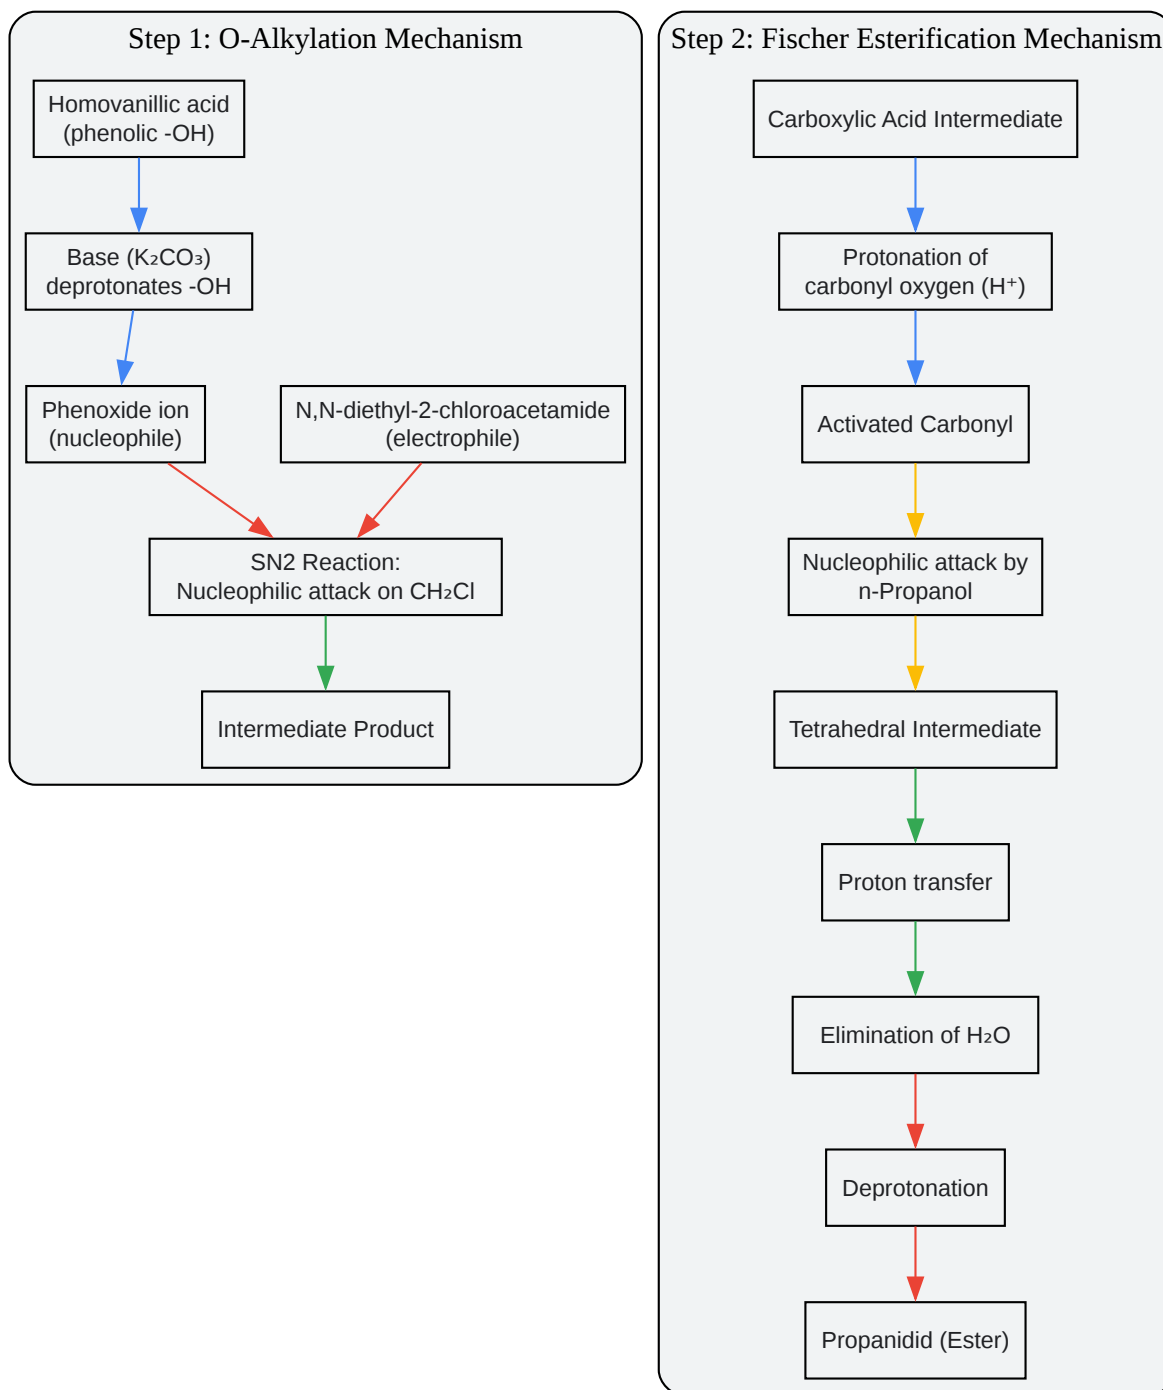 Step 1: O-Alkylation Mechanism
Homovanillic acid
(phenolic -OH)
Base (K₂CO₃)
deprotonates -OH
Phenoxide ion
(nucleophile)
N,N-diethyl-2-chloroacetamide
(electrophile)
SN2 Reaction:
Nucleophilic attack on CH₂Cl
Intermediate Product
Step 2: Fischer Esterification Mechanism
Carboxylic Acid Intermediate
Protonation of
carbonyl oxygen (H⁺)
Activated Carbonyl
Nucleophilic attack by
n-Propanol
Tetrahedral Intermediate
Proton transfer
Elimination of H₂O
Deprotonation
Propanidid (Ester)